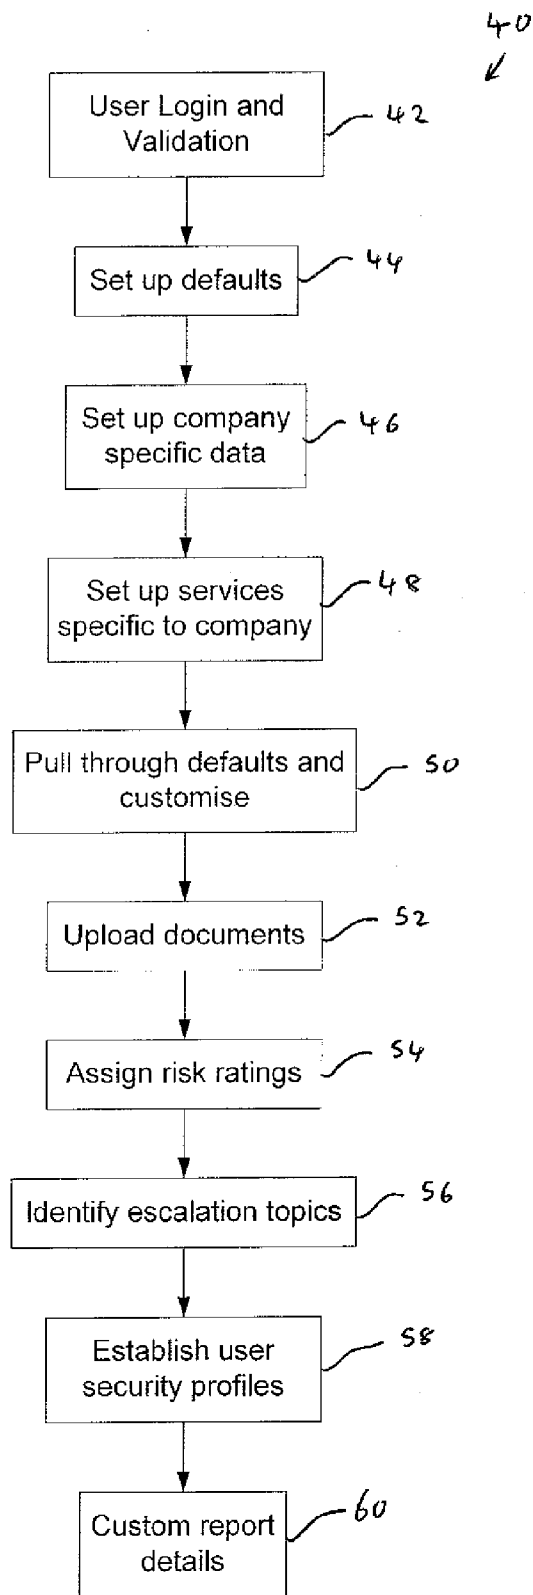 40
User Login and
Validation
42
Set up defaults
44
Set up company
specific data
46
Set up services
specific to company
48
Pull through defaults and
customise
50
Upload documents
52
Assign risk ratings
54
Identify escalation topics
56
Establish user
security profiles
58
Custom report
details
60